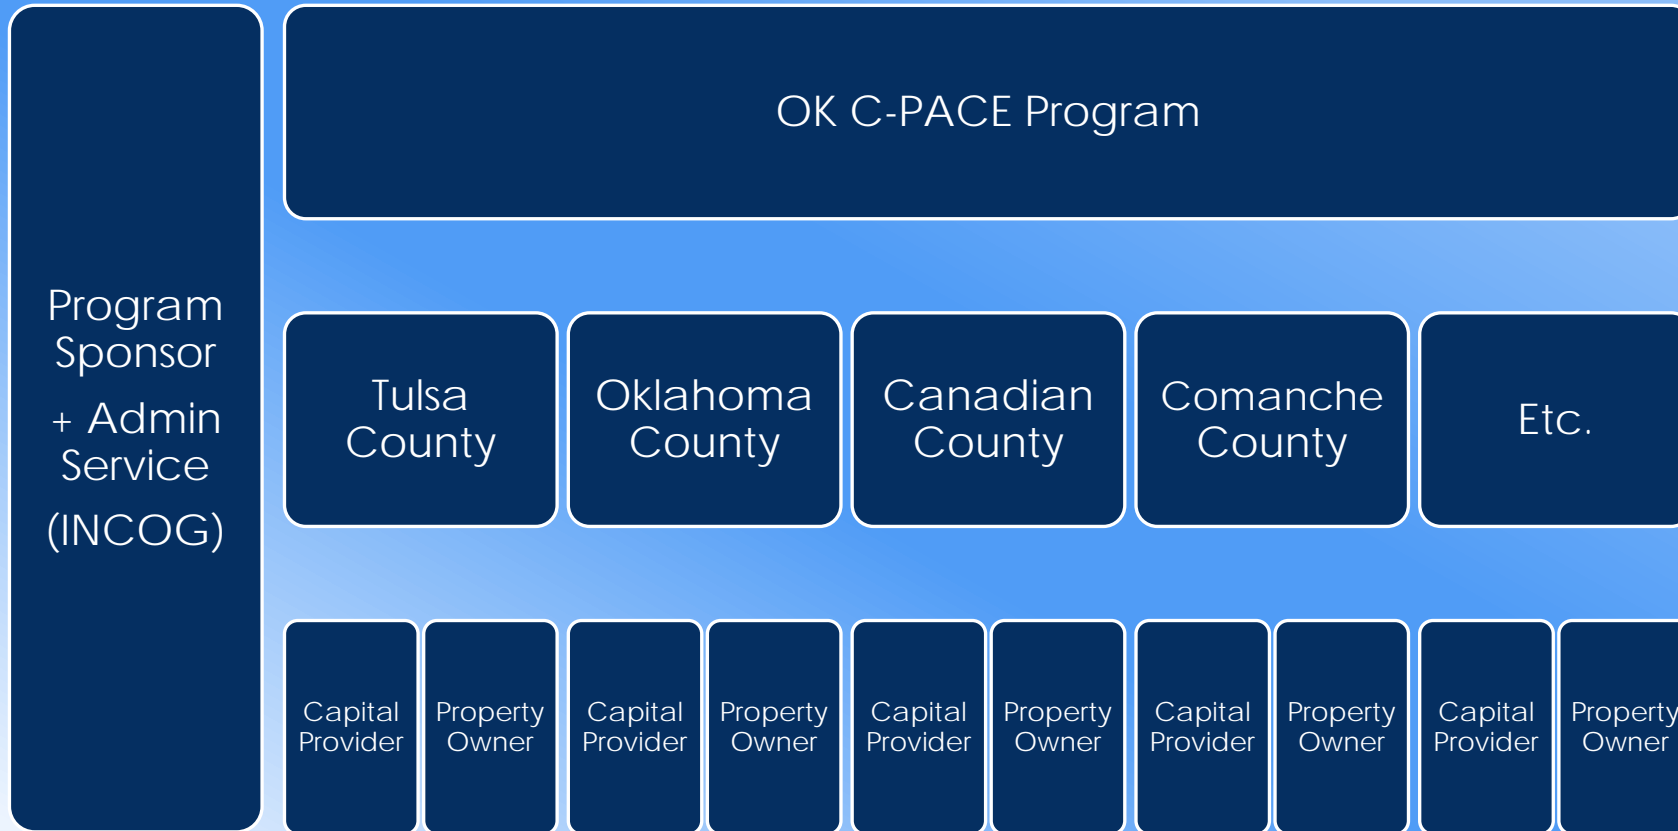 Program
Sponsor
+ Admin
Service
(INCOG)
OK C-PACE Program
Tulsa
County
Oklahoma
County
Canadian
County
Comanche
County
Etc.
Capital
Provider
Property
Owner
Capital
Provider
Property
Owner
Capital
Provider
Property
Owner
Capital
Provider
Property
Owner
Capital
Provider
Property
Owner